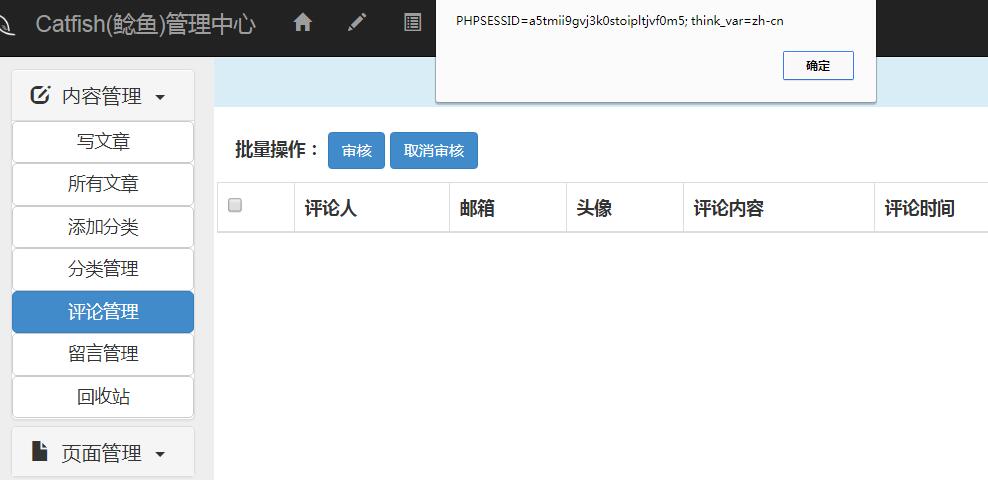 Catfish(鲶鱼)管理中心
PHPSESSID=a5tmii9gvj3k0stoipltjvf0m5; think_var=zh-cn
确定
内容管理
写文章
所有文章
添加分类
分类管理
评论管理
留言管理
回收站
页面管理
批量操作：
审核 取消审核
评论人 邮箱 头像 评论内容 评论时间